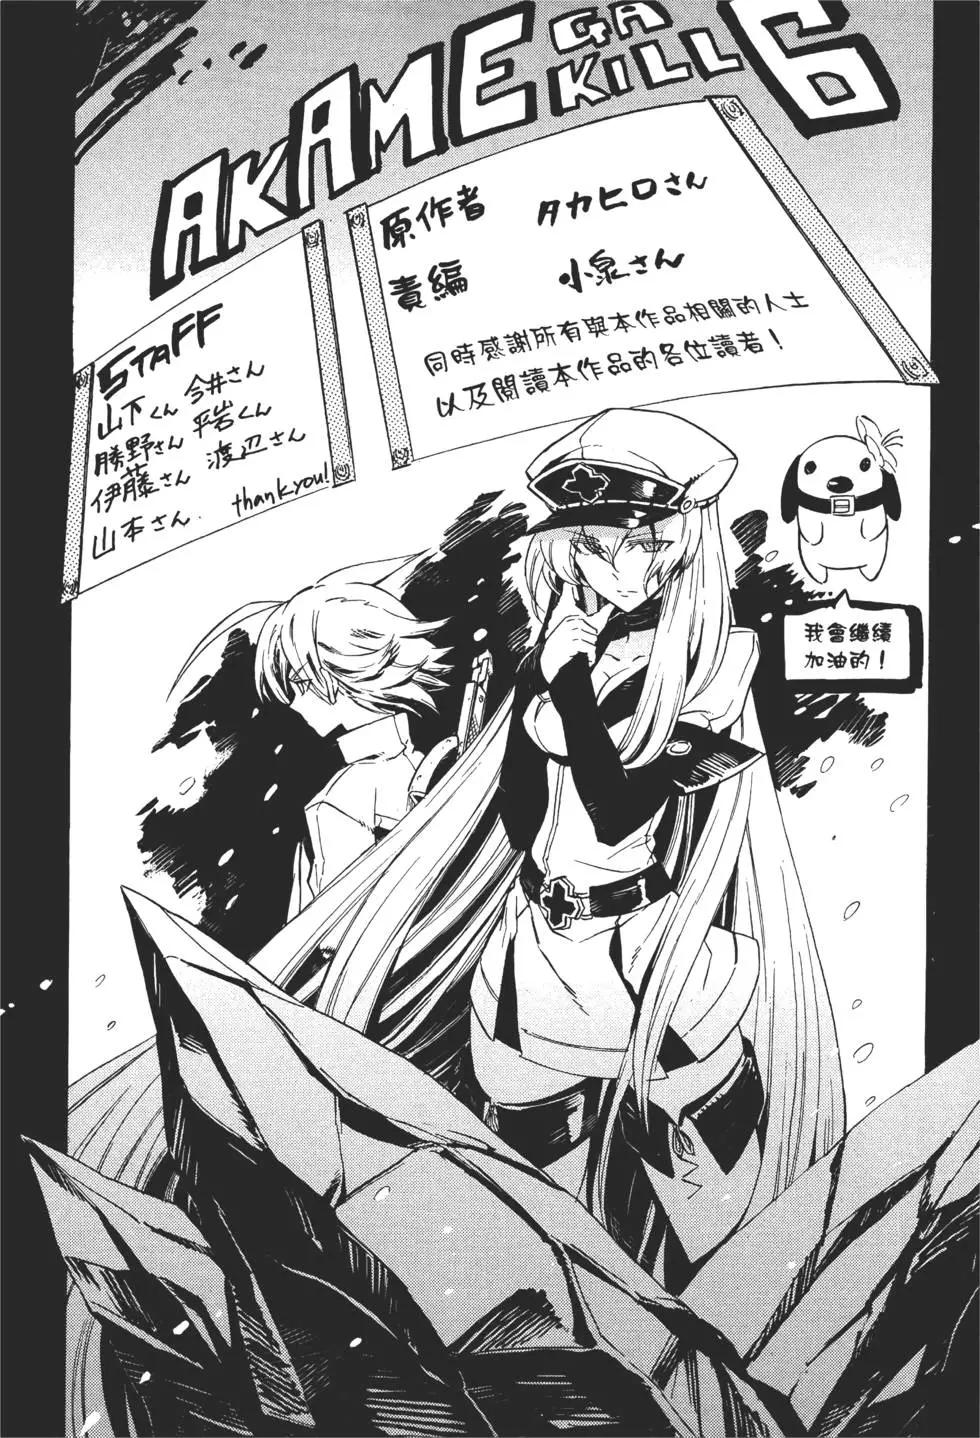 AKAME GA KILL 6
原作者 タカヒロさん
責編 小泉さん
同時感謝所有與本作品相關的人士
以及閱讀本作品的各位讀者！
STAFF
山下くん 今井さん
勝野さん 平岩くん
伊藤さん 渡辺さん
山本さん. thank you!
我會繼續
加油的！